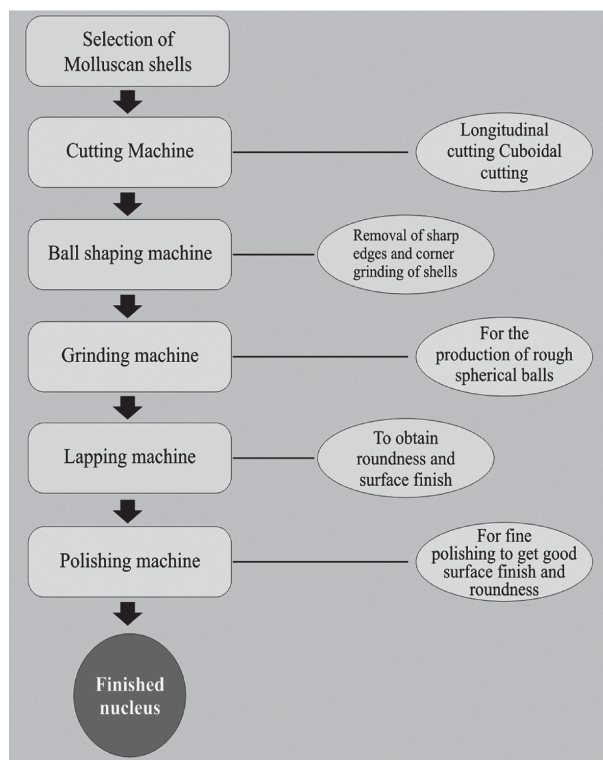 Selection of
Molluscan shells
Cutting Machine
Longitudinal
cutting Cuboidal
cutting
Ball shaping machine
Removal of sharp
edges and corner
grinding of shells
Grinding machine
For the
production of rough
spherical balls
Lapping machine
To obtain
roundness and
surface finish
Polishing machine
For fine
polishing to get good
surface finish and
roundness
Finished
nucleus